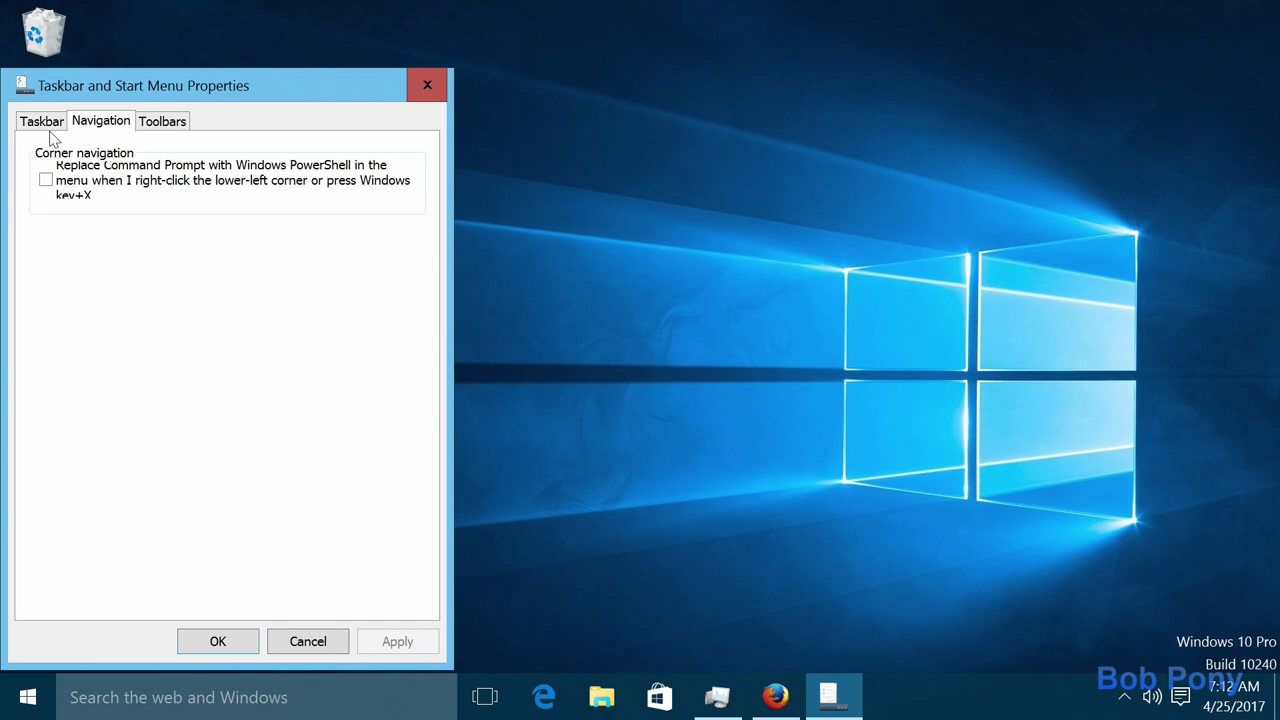 Taskbar and Start Menu Properties
x
Taskbar
Navigation
Toolbars
Corner navigation
Replace Command Prompt with Windows PowerShell in the
menu when I right-click the lower-left corner or press Windows
key+X
OK
Cancel
Apply
Windows 10 Pro
Build 10240
Bob Pony
Search the web and Windows
7:12 AM
4/25/2017